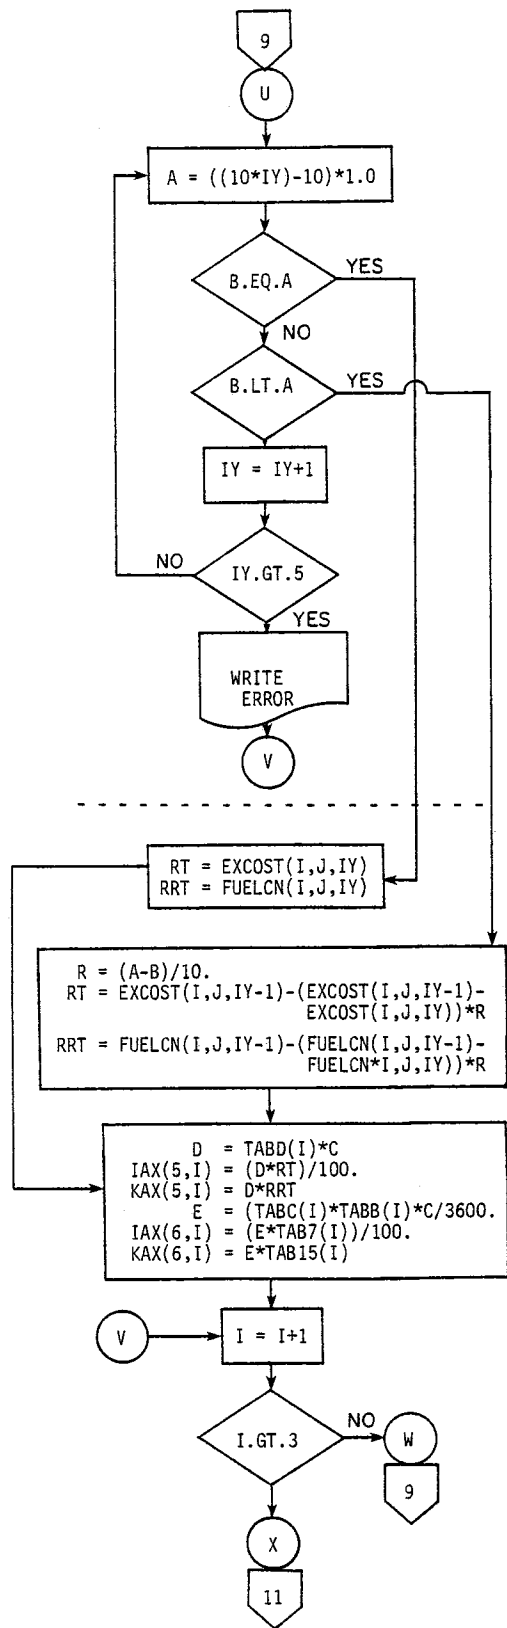 9
U
A = ((10*IY)-10)*1.0
B.EQ.A
YES
NO
B.LT.A
YES
IY = IY+1
IY.GT.5
NO
YES
WRITE
ERROR
V
RT = EXCOST(I,J,IY)
RRT = FUELCN(I,J,IY)
R = (A-B)/10.
RT = EXCOST(I,J,IY-1)-(EXCOST(I,J,IY-1)-
EXCOST(I,J,IY))*R
RRT = FUELCN(I,J,IY-1)-(FUELCN(I,J,IY-1)-
FUELCN*I,J,IY))*R
D = TABD(I)*C
IAX(5,I) = (D*RT)/100.
KAX(5,I) = D*RRT
E = (TABC(I)*TABB(I)*C/3600.
IAX(6,I) = (E*TAB7(I))/100.
KAX(6,I) = E*TAB15(I)
V
I = I+1
I.GT.3
NO
W
9
X
11